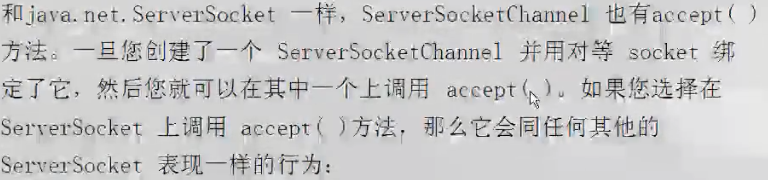 和java.net.ServerSocket 一样，ServerSocketChannel 也有accept( )
方法。一旦您创建了一个 ServerSocketChannel 并用对等 socket 绑
定了它，然后您就可以在其中一个上调用 accept( )。如果您选择在
ServerSocket 上调用 accept( )方法，那么它会同任何其他的
ServerSocket 表现一样的行为：